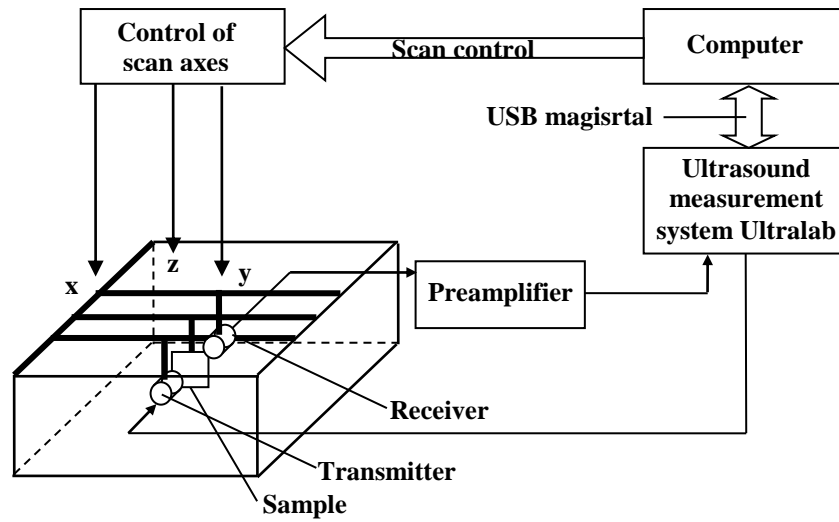 Control of
scan axes
Scan control
Computer
USB magisrtal
Ultrasound
measurement
system Ultralab
x
z
y
Preamplifier
Receiver
Transmitter
Sample